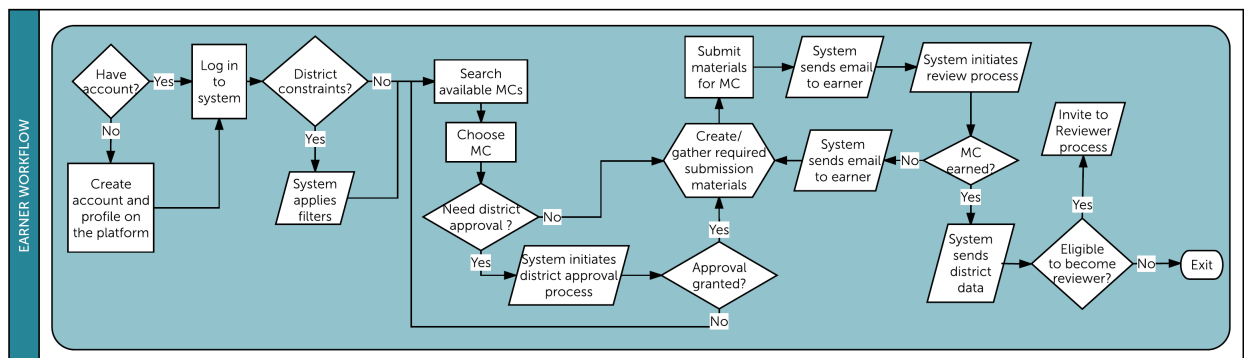 EARNER WORKFLOW
Have
account?
Yes
No
Create
account and
profile on
the platform
Log in
to
system
District
constraints?
No
Yes
System
applies
filters
Search
available MCs
Choose
MC
Need district
approval ?
No
Yes
System initiates
district approval
process
Approval
granted?
Yes
No
Create/
gather required
submission
materials
Submit
materials
for MC
System
sends email
to earner
System initiates
review process
MC
earned?
No
System
sends email
to earner
Yes
System
sends
district
data
Eligible
to become
reviewer?
Yes
Invite to
Reviewer
process
No
Exit